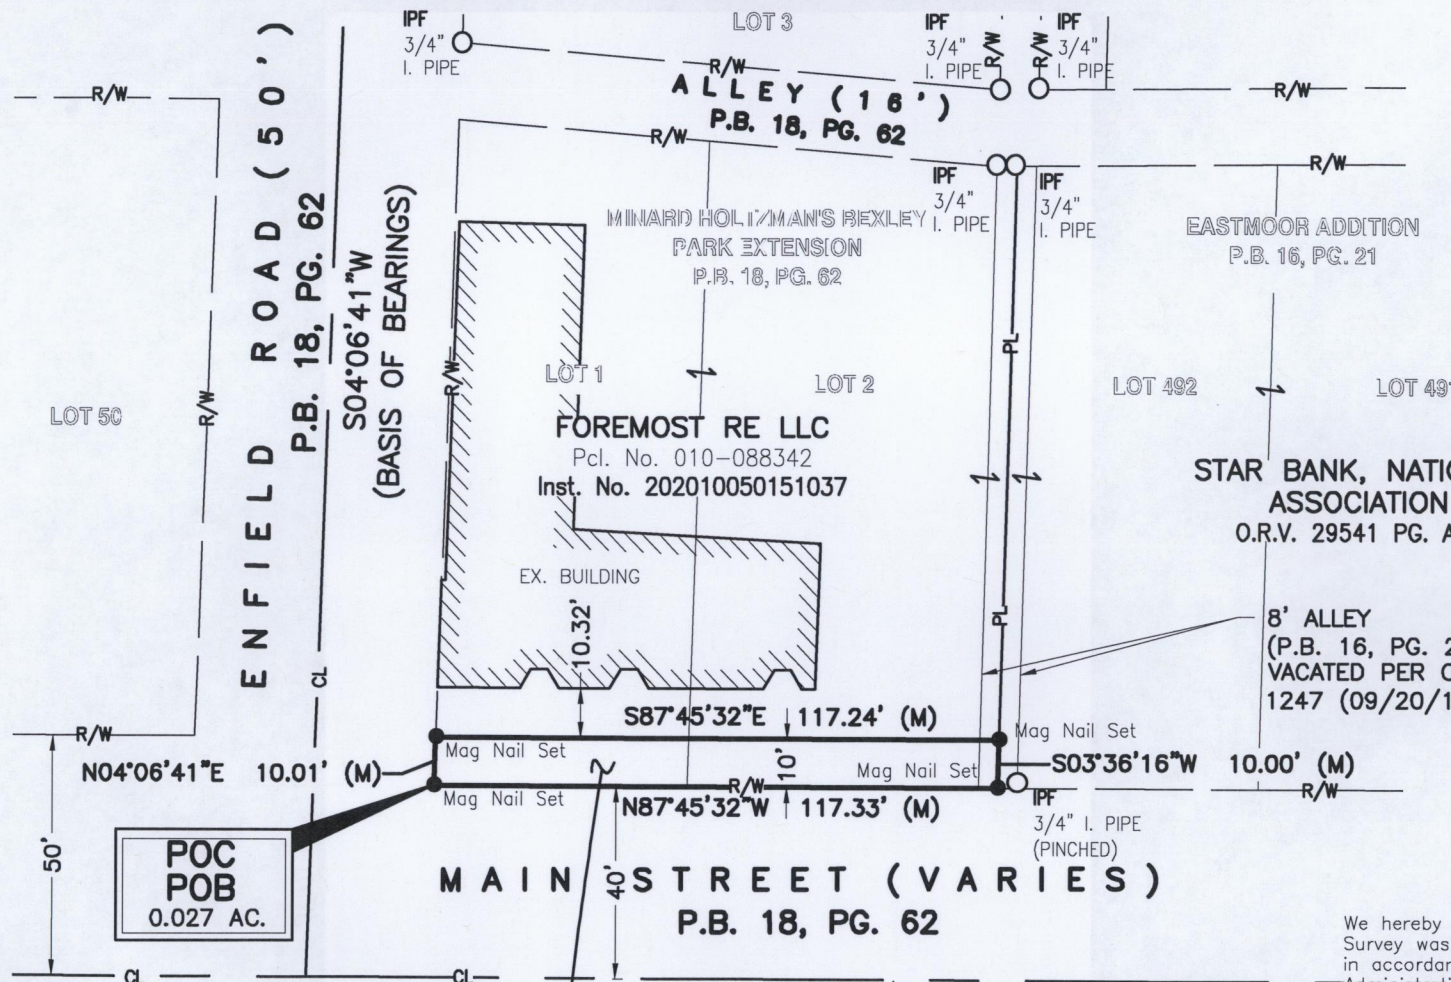 IPF
3/4"
I. PIPE
LOT 3
IPF
3/4"
I. PIPE
R/W
R/W
IPF
3/4"
I. PIPE
R/W
R/W
ALLEY (16')
P.B. 18, PG. 62
R/W
R/W
R/W
ENFIELD ROAD (50')
P.B. 18, PG. 62
S04°06'41"W
(BASIS OF BEARINGS)
IPF
3/4"
I. PIPE
IPF
3/4"
I. PIPE
MINARD HOLTZMAN'S BEXLEY
PARK EXTENSION
P.B. 18, PG. 62
EASTMOOR ADDITION
P.B. 16, PG. 21
PL
R/W
R/W
LOT 50
LOT 1
LOT 2
LOT 492
LOT 49
FOREMOST RE LLC
Pcl. No. 010-088342
Inst. No. 202010050151037
STAR BANK, NATIO
ASSOCIATION
O.R.V. 29541 PG. A
EX. BUILDING
10.32'
PL
8' ALLEY
(P.B. 16, PG. 2
VACATED PER O
1247 (09/20/1
CL
R/W
S87°45'32"E 117.24' (M)
Mag Nail Set
Mag Nail Set
N04°06'41"E 10.01' (M)
10'
Mag Nail Set
S03°36'16"W 10.00' (M)
Mag Nail Set
R/W
R/W
N87°45'32"W 117.33' (M)
IPF
3/4" I. PIPE
(PINCHED)
50'
POC
POB
0.027 AC.
40'
MAIN STREET (VARIES)
P.B. 18, PG. 62
We hereby
Survey was
in accordan
CL
CL